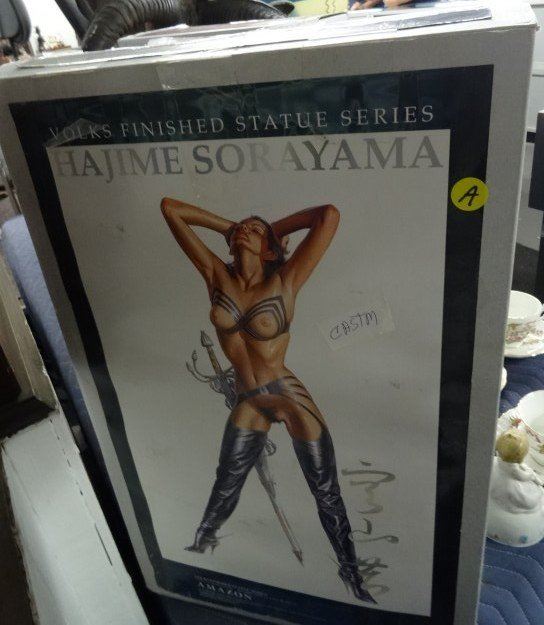 VOLKS FINISHED STATUE SERIES
HAJIME SORAYAMA
A
CASTM
AMAZON